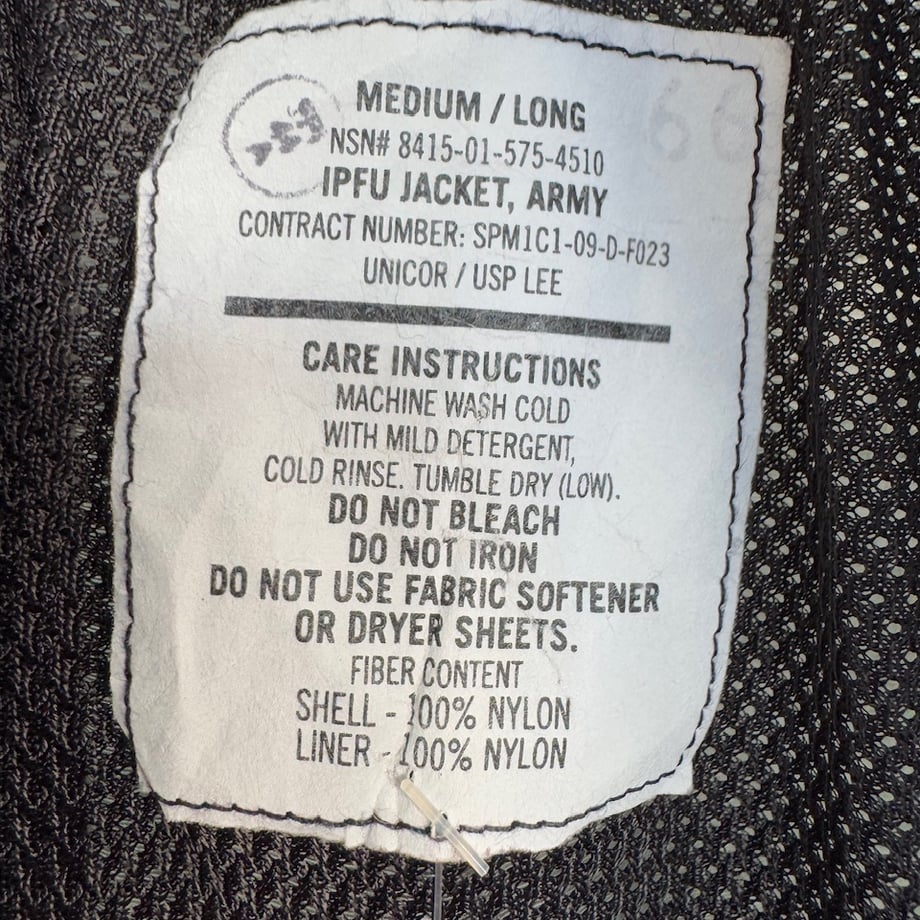 MEDIUM / LONG
NSN# 8415-01-575-4510
IPFU JACKET, ARMY
CONTRACT NUMBER: SPM1C1-09-D-F023
UNICOR / USP LEE
CARE INSTRUCTIONS
MACHINE WASH COLD
WITH MILD DETERGENT,
COLD RINSE. TUMBLE DRY (LOW).
DO NOT BLEACH
DO NOT IRON
DO NOT USE FABRIC SOFTENER
OR DRYER SHEETS.
FIBER CONTENT
SHELL - 100% NYLON
LINER - 100% NYLON